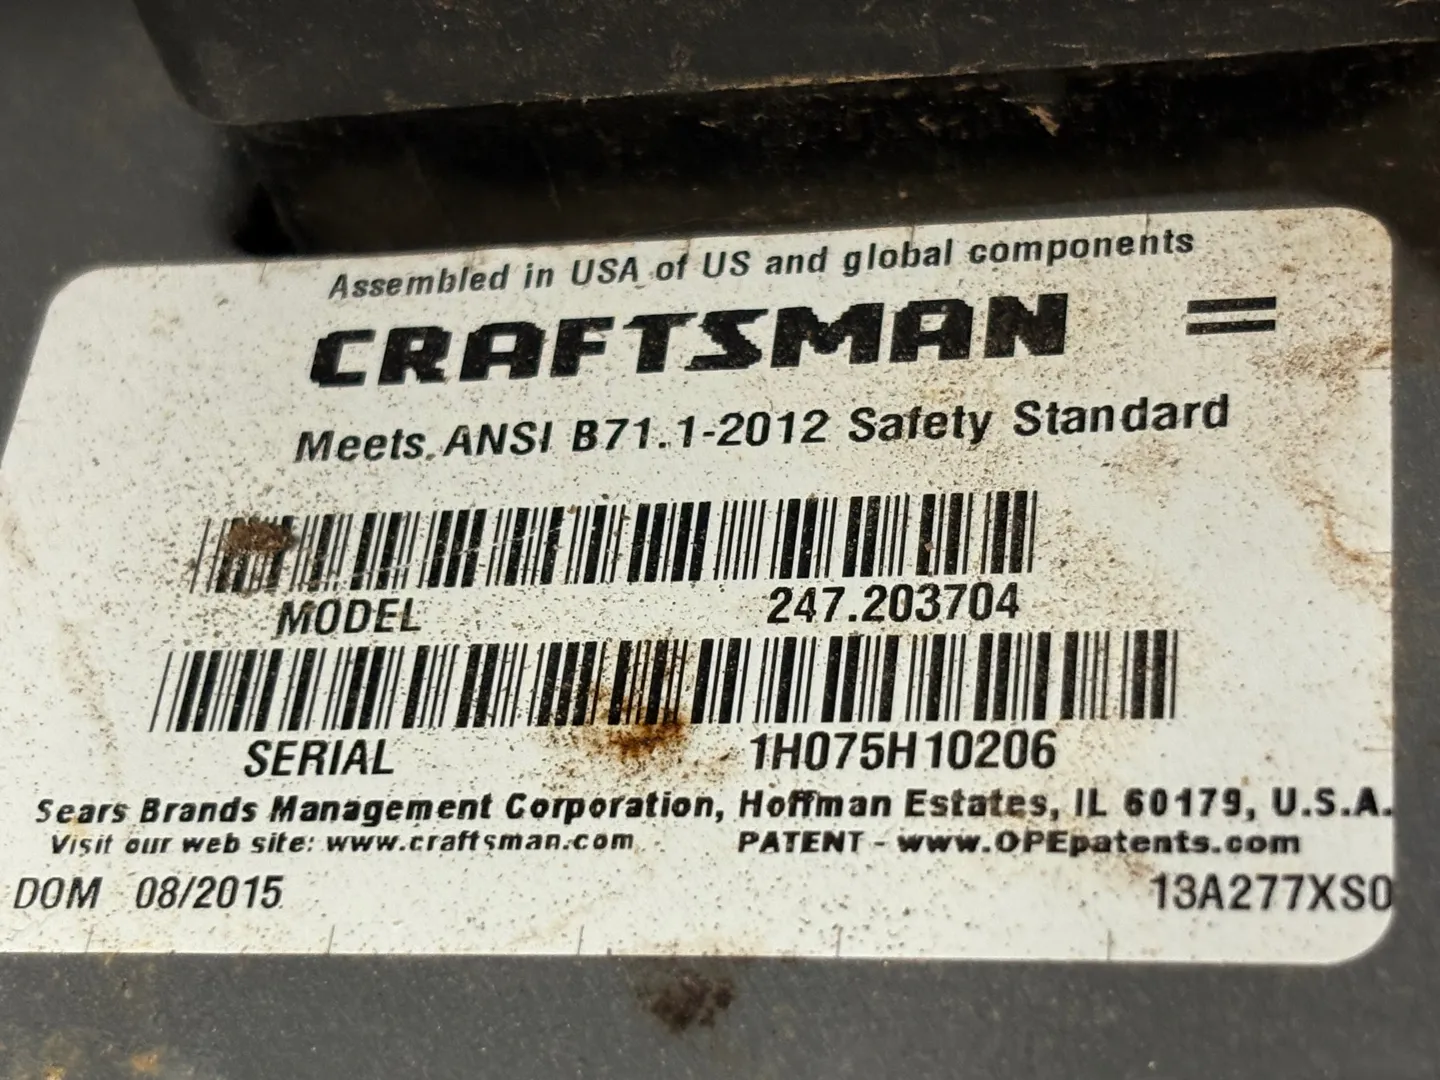 Assembled in USA of US and global components
CRAFTSMAN
Meets ANSI B71.1-2012 Safety Standard
MODEL 247.203704
SERIAL 1H075H10206
Sears Brands Management Corporation, Hoffman Estates, IL 60179, U.S.A.
Visit our web site: www.craftsman.com PATENT - www.OPEpatents.com
DOM 08/2015 13A277XS0